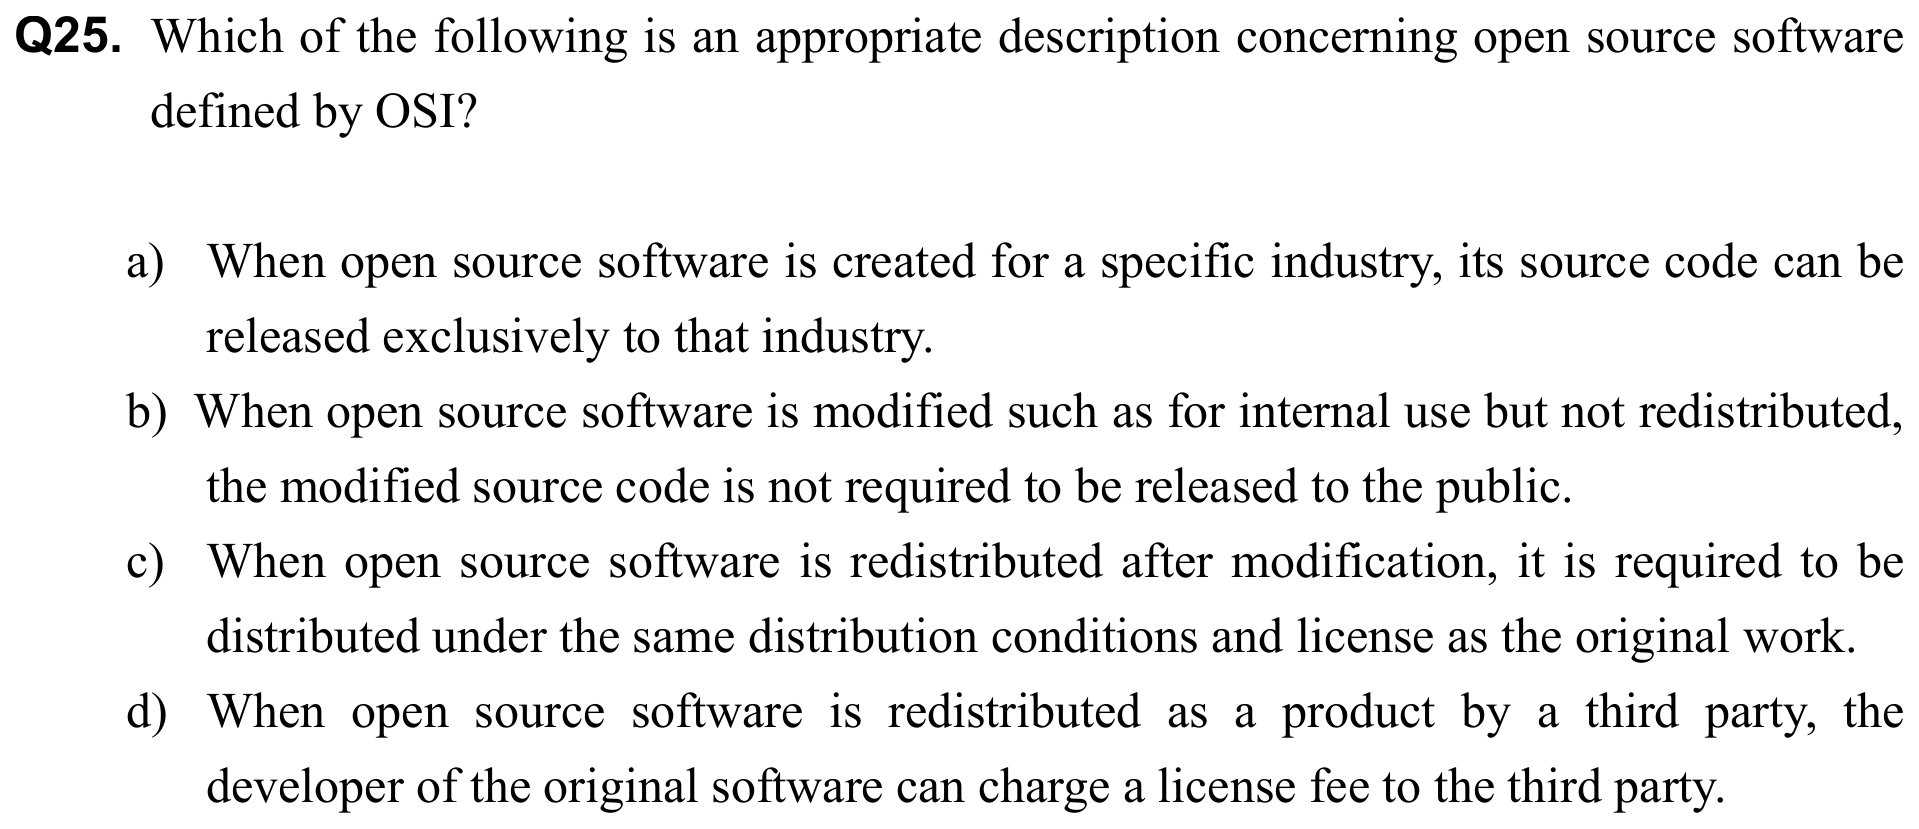 Q25. Which of the following is an appropriate description concerning open source software
defined by OSI?
a) When open source software is created for a specific industry, its source code can be
released exclusively to that industry.
b) When open source software is modified such as for internal use but not redistributed,
the modified source code is not required to be released to the public.
c) When open source software is redistributed after modification, it is required to be
distributed under the same distribution conditions and license as the original work.
d) When open source software is redistributed as a product by a third party, the
developer of the original software can charge a license fee to the third party.